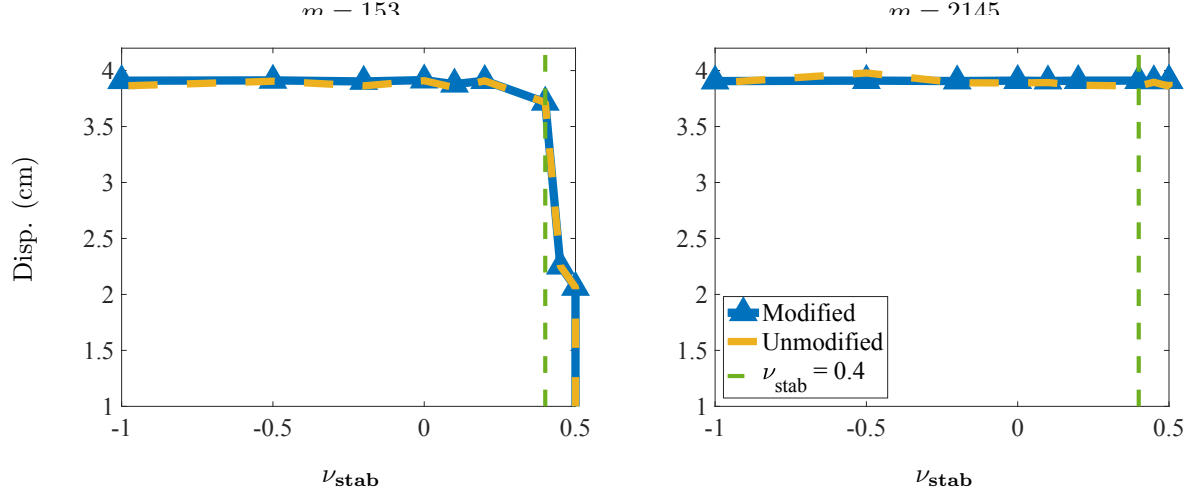 m = 153
m = 2145
Disp. (cm)
4
3.5
3
2.5
2
1.5
1
-1
-0.5
0
0.5
ν_stab
4
3.5
3
2.5
2
1.5
1
-1
-0.5
0
0.5
ν_stab
Modified
Unmodified
ν_stab = 0.4